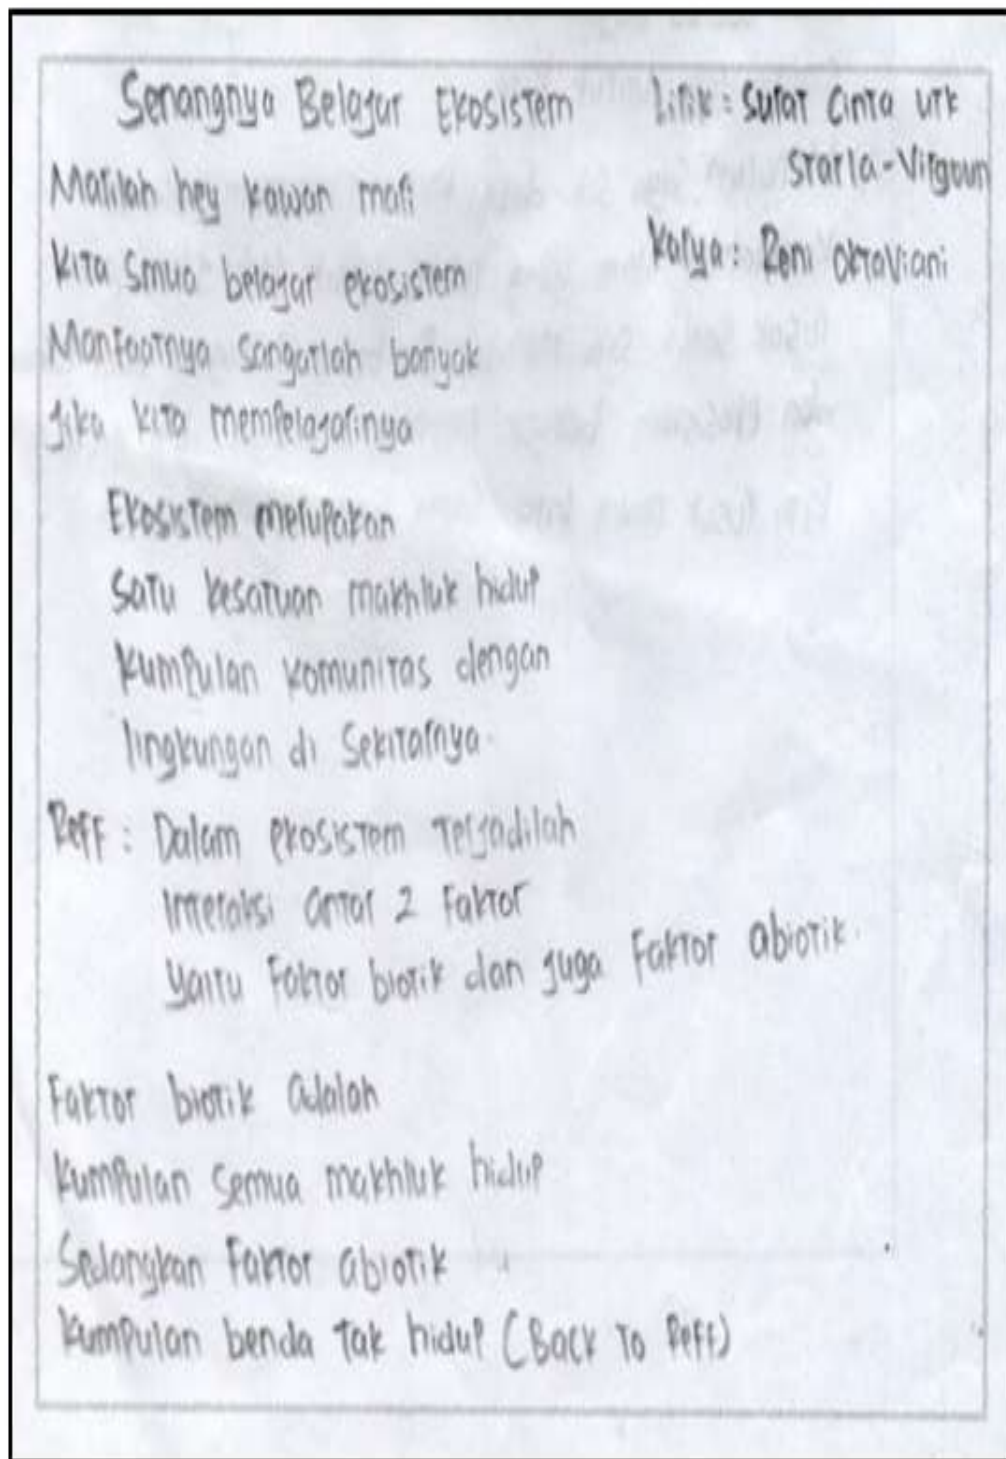 Senangnya Belajar Ekosistem
Lirik : Surat Cinta utk
Starla - Virgoun
Karya : Reni Oktaviani
Marilah hey kawan mari
Kita smua belajar ekosistem
Manfaatnya sangatlah banyak
Jika kita mempelajarinya
Ekosistem merupakan
Satu kesatuan makhluk hidup
Kumpulan komunitas dengan
lingkungan di sekitarnya.
Reff : Dalam ekosistem terjadilah
Interaksi antar 2 faktor
Yaitu faktor biotik dan juga faktor abiotik.
Faktor biotik adalah
Kumpulan semua makhluk hidup
Sedangkan faktor abiotik
Kumpulan benda tak hidup (Back to Reff)